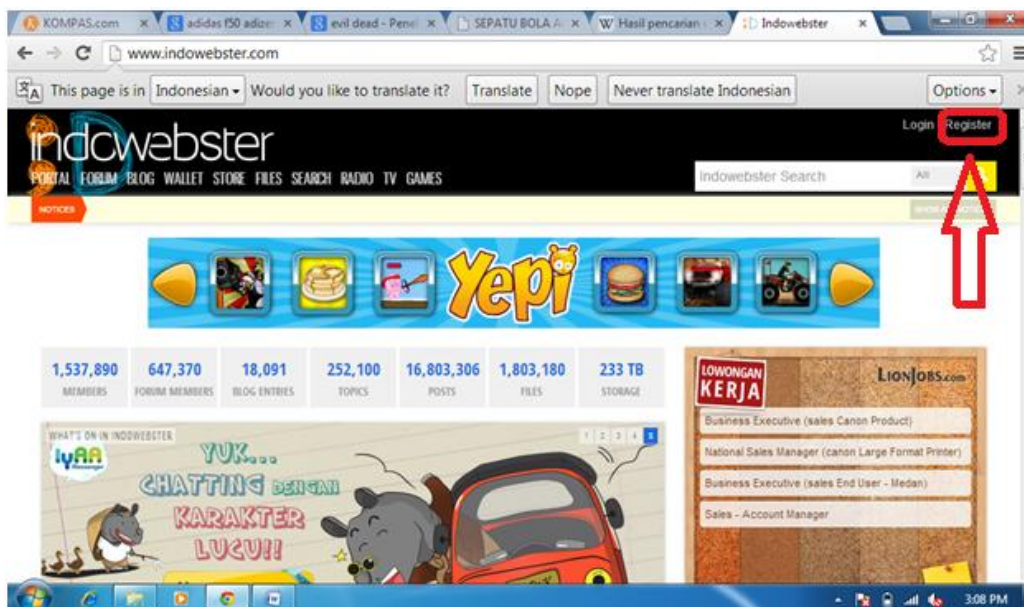 KOMPAS.com
adidas f50 adizer
evil dead - Penel
SEPATU BOLA A
Hasil pencarian
Indowebster
www.indowebster.com
This page is in Indonesian Would you like to translate it? Translate Nope Never translate Indonesian Options
Login Register
indowebster
PORTAL FORUM BLOG WALLET STORE FILES SEARCH RADIO TV GAMES
Indowebster Search All
NOTICES
Yepi
1,537,890 647,370 18,091 252,100 16,803,306 1,803,180 233 TB
MEMBERS FORUM MEMBERS BLOG ENTRIES TOPICS POSTS FILES STORAGE
LOWONGAN
KERJA
LIONJOBS.com
Business Executive (sales Canon Product)
National Sales Manager (canon Large Format Printer)
Business Executive (sales End User - Medan)
Sales - Account Manager
WHAT'S ON IN INDOWEBSTER
1 2 3 4 5
iyAA
Messenger
YUK...
CHATTING DENGAN
KARAKTER
LUCU!!
3:08 PM